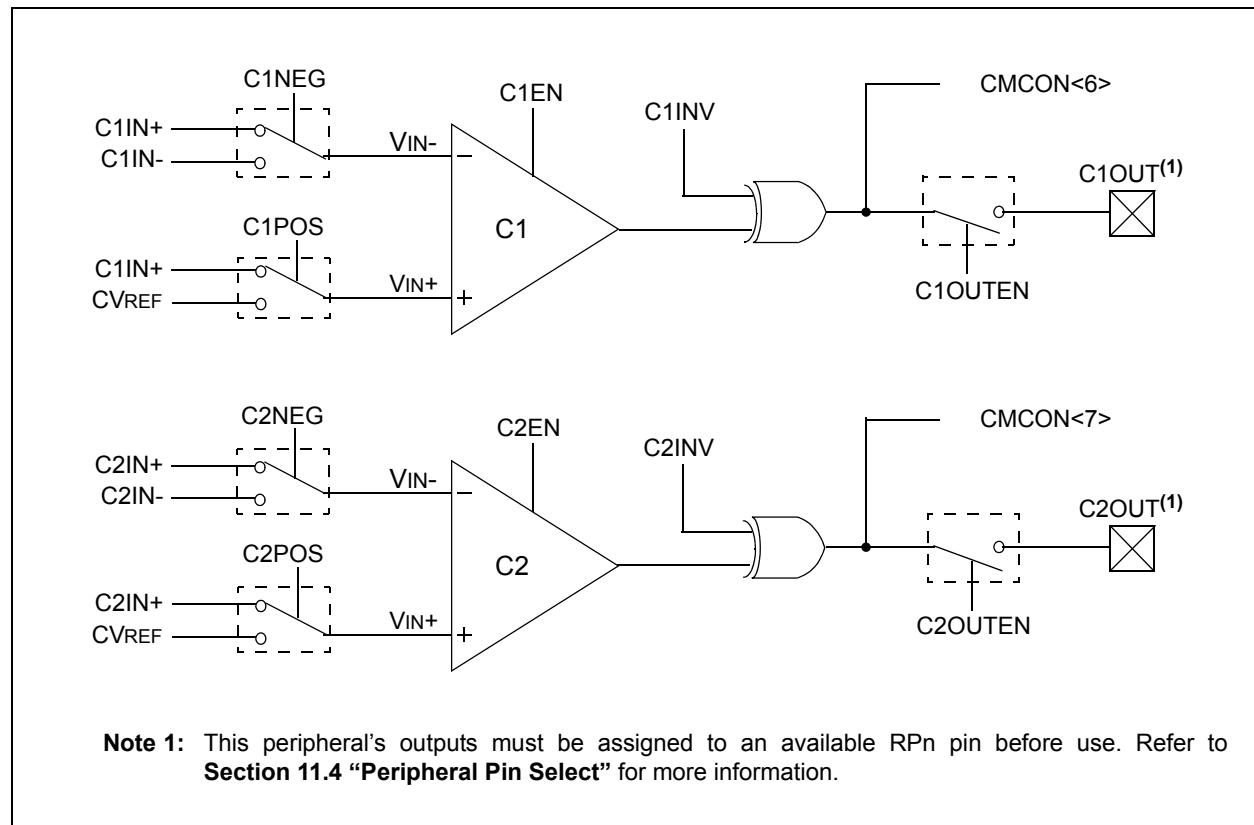 C1NEG
C1EN
C1INV
CMCON<6>
C1IN+
C1IN-
VIN-
−
C1OUT(1)
C1POS
C1
C1IN+
CVREF
VIN+
+
C1OUTEN
C2NEG
C2EN
C2INV
CMCON<7>
C2IN+
C2IN-
VIN-
−
C2OUT(1)
C2POS
C2
C2IN+
CVREF
VIN+
+
C2OUTEN
Note 1: This peripheral’s outputs must be assigned to an available RPn pin before use. Refer to
Section 11.4 “Peripheral Pin Select” for more information.